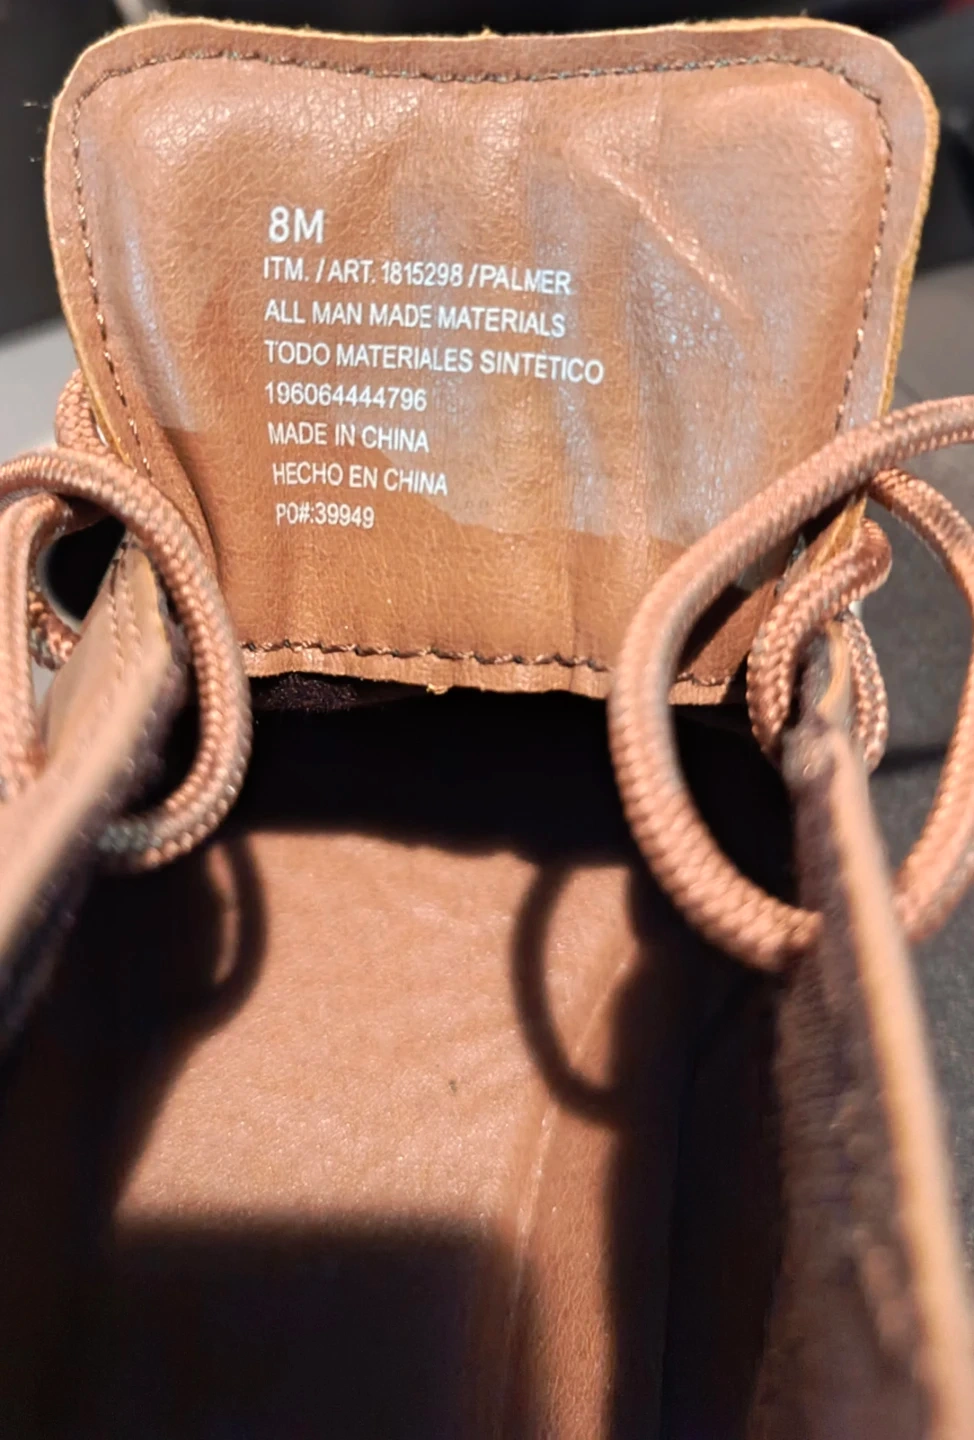 8M
ITM. / ART. 1815298 / PALMER
ALL MAN MADE MATERIALS
TODO MATERIALES SINTÉTICO
196064444796
MADE IN CHINA
HECHO EN CHINA
PO#:39949